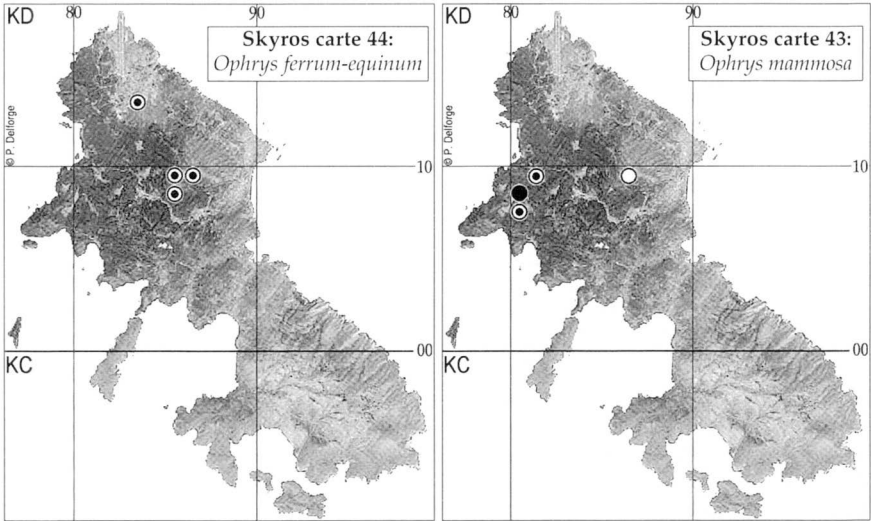 KD
80
90
Skyros carte 44:
Ophrys ferrum-equinum
© P. Delforge
10
00
KC
KD
80
90
Skyros carte 43:
Ophrys mammosa
© P. Delforge
10
00
KC